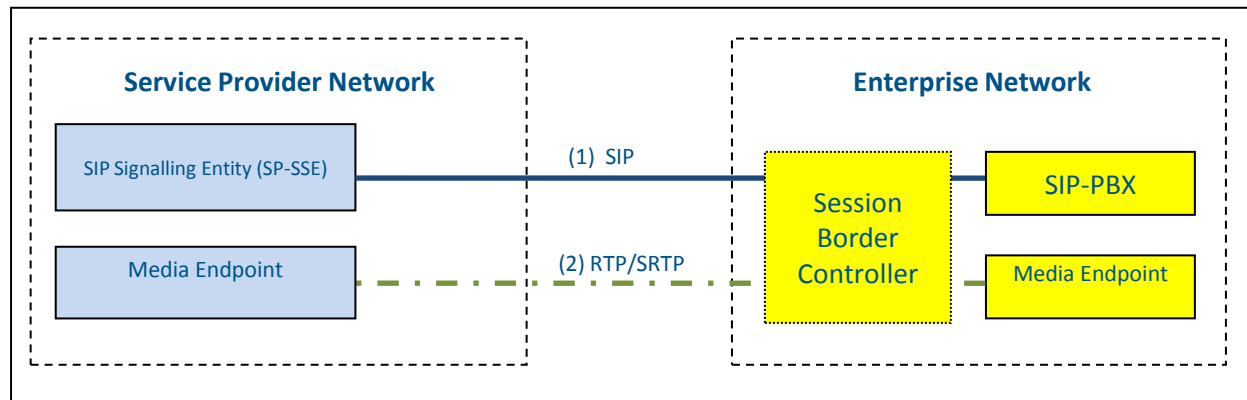 Service Provider Network
Enterprise Network
SIP Signalling Entity (SP-SSE)
(1) SIP
Session
Border
Controller
SIP-PBX
Media Endpoint
(2) RTP/SRTP
Media Endpoint